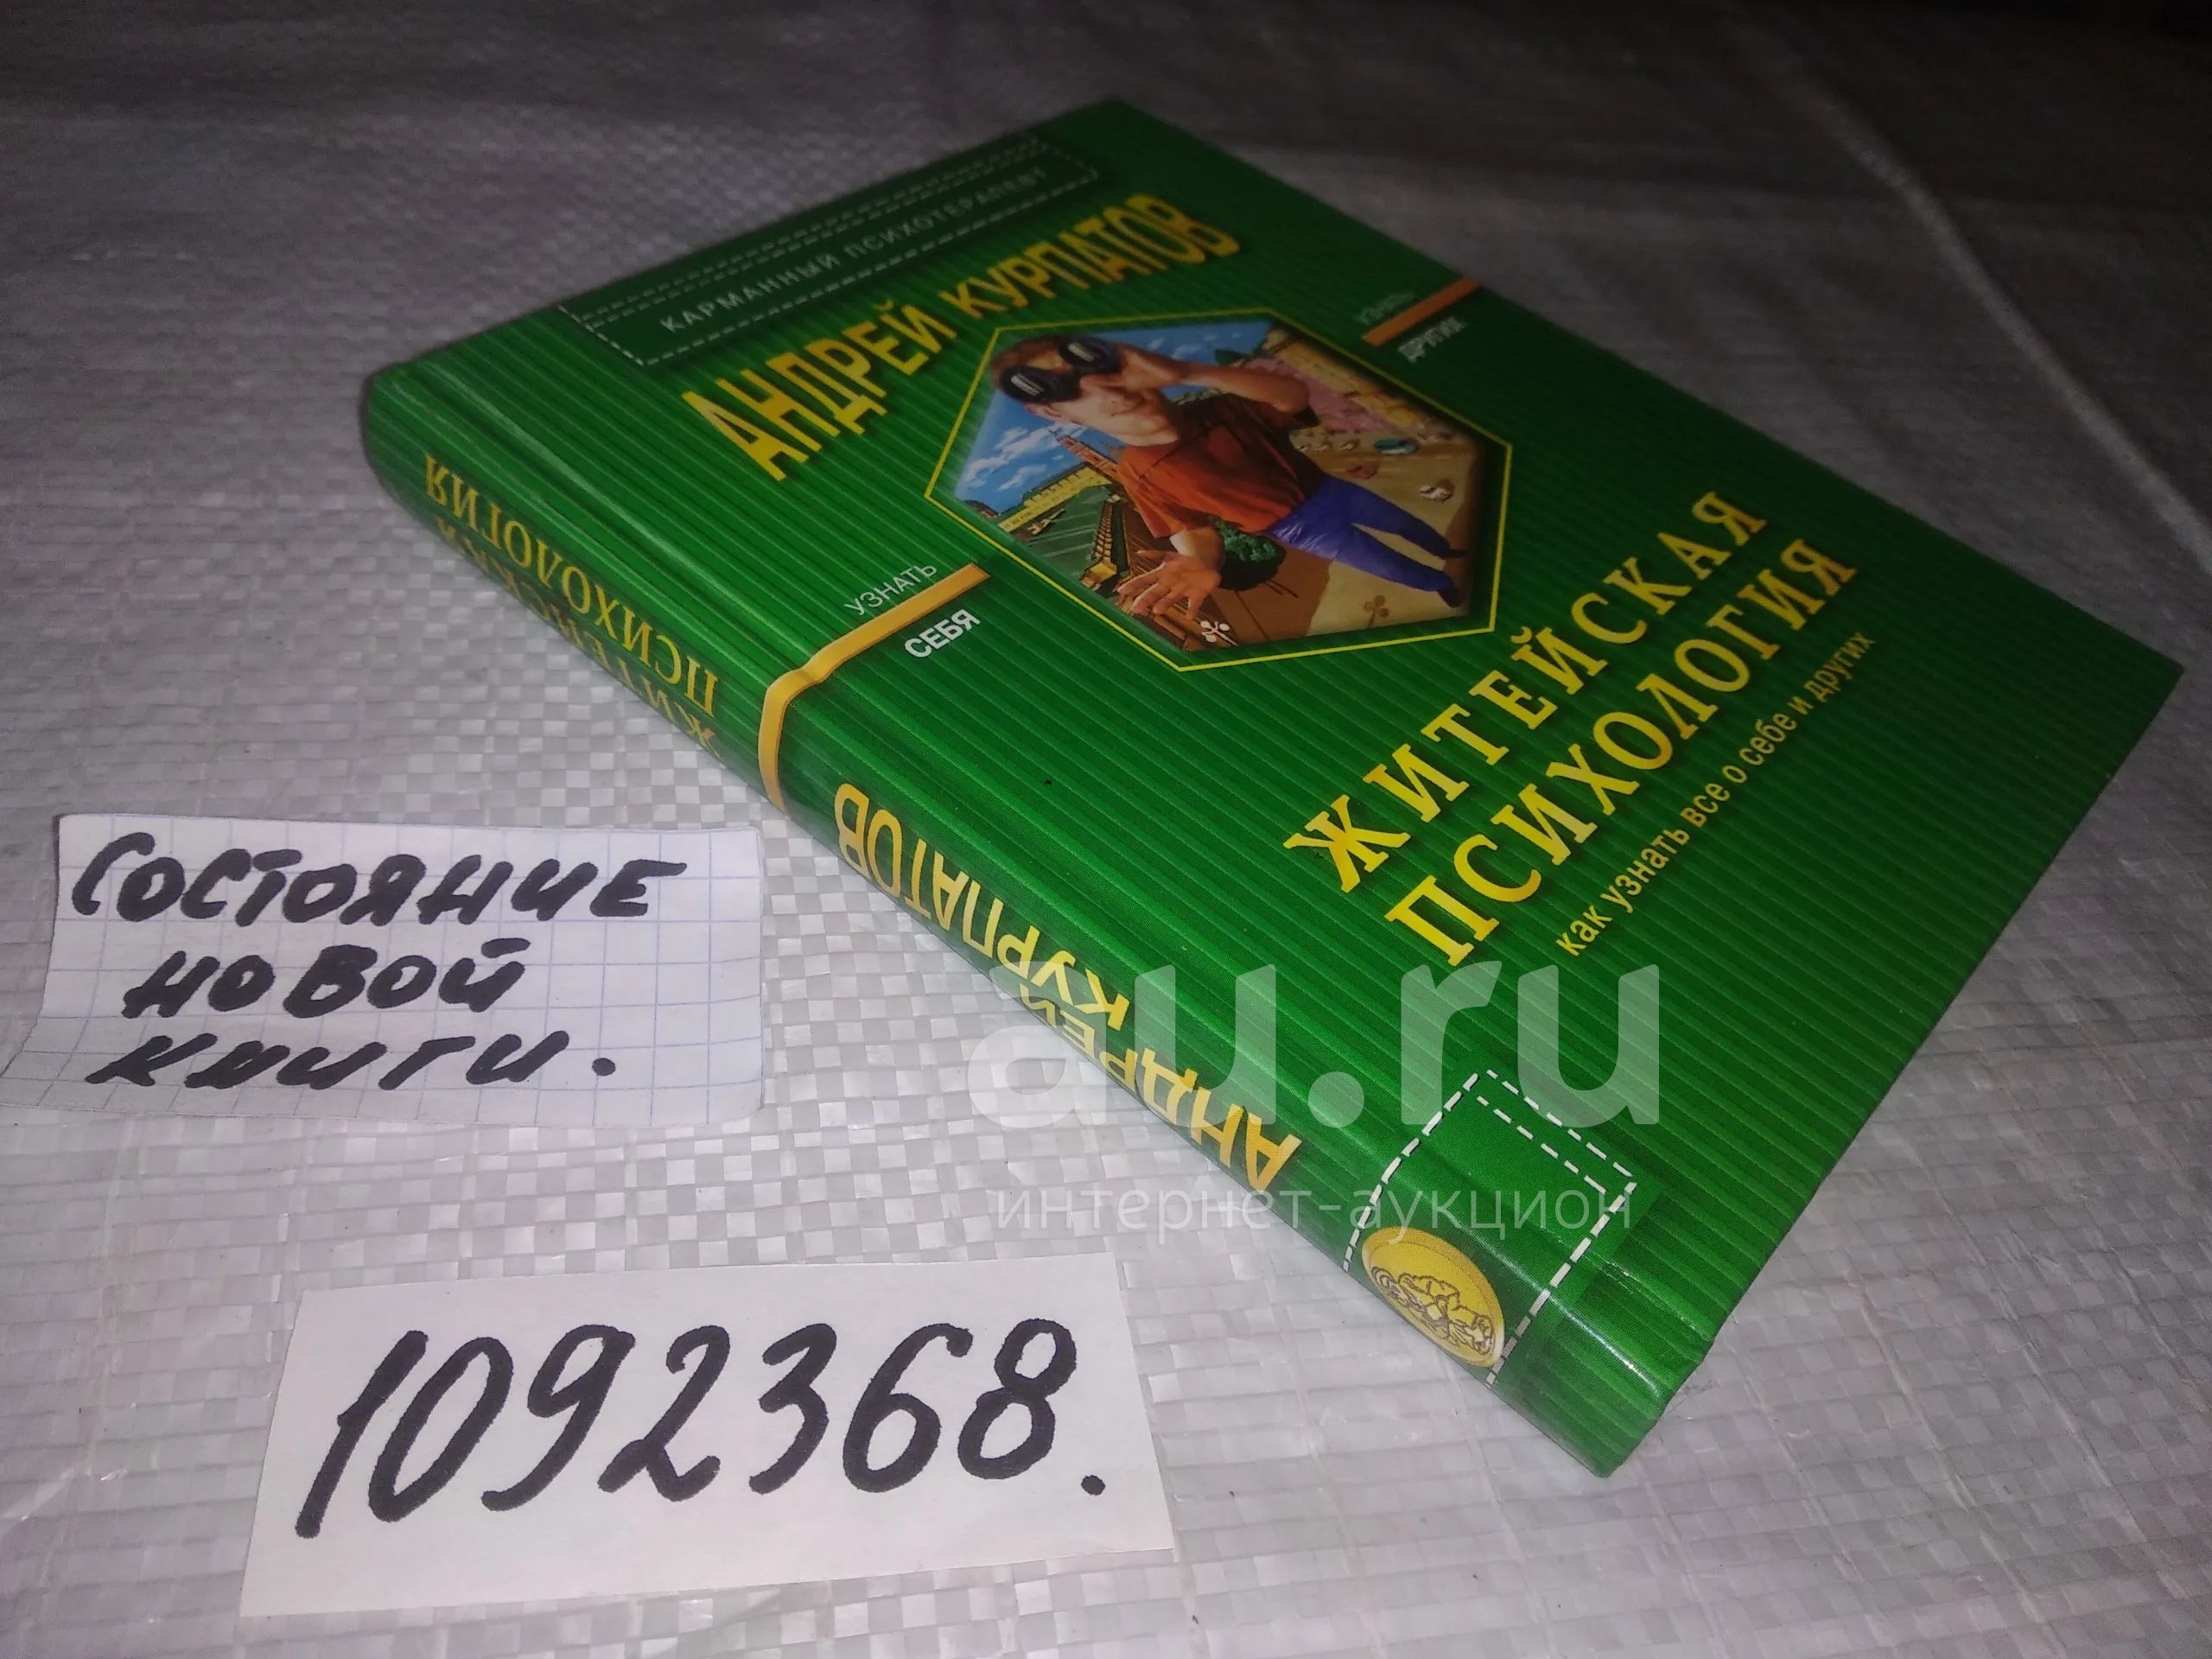 КАРМАННЫЙ ПСИХОТЕРАПЕВТ
АНДРЕЙ КУРПАТОВ
УЗНАТЬ
ДРУГИХ
УЗНАТЬ
СЕБЯ
ЖИТЕЙСКАЯ
ПСИХОЛОГИЯ
как узнать все о себе и других
ЖИТЕЙСКАЯ
ПСИХОЛОГИЯ
АНДРЕЙ
КУРПАТОВ
СОСТОЯНИЕ
НОВОЙ
КНИГИ.
1092368.
au.ru
интернет-аукцион